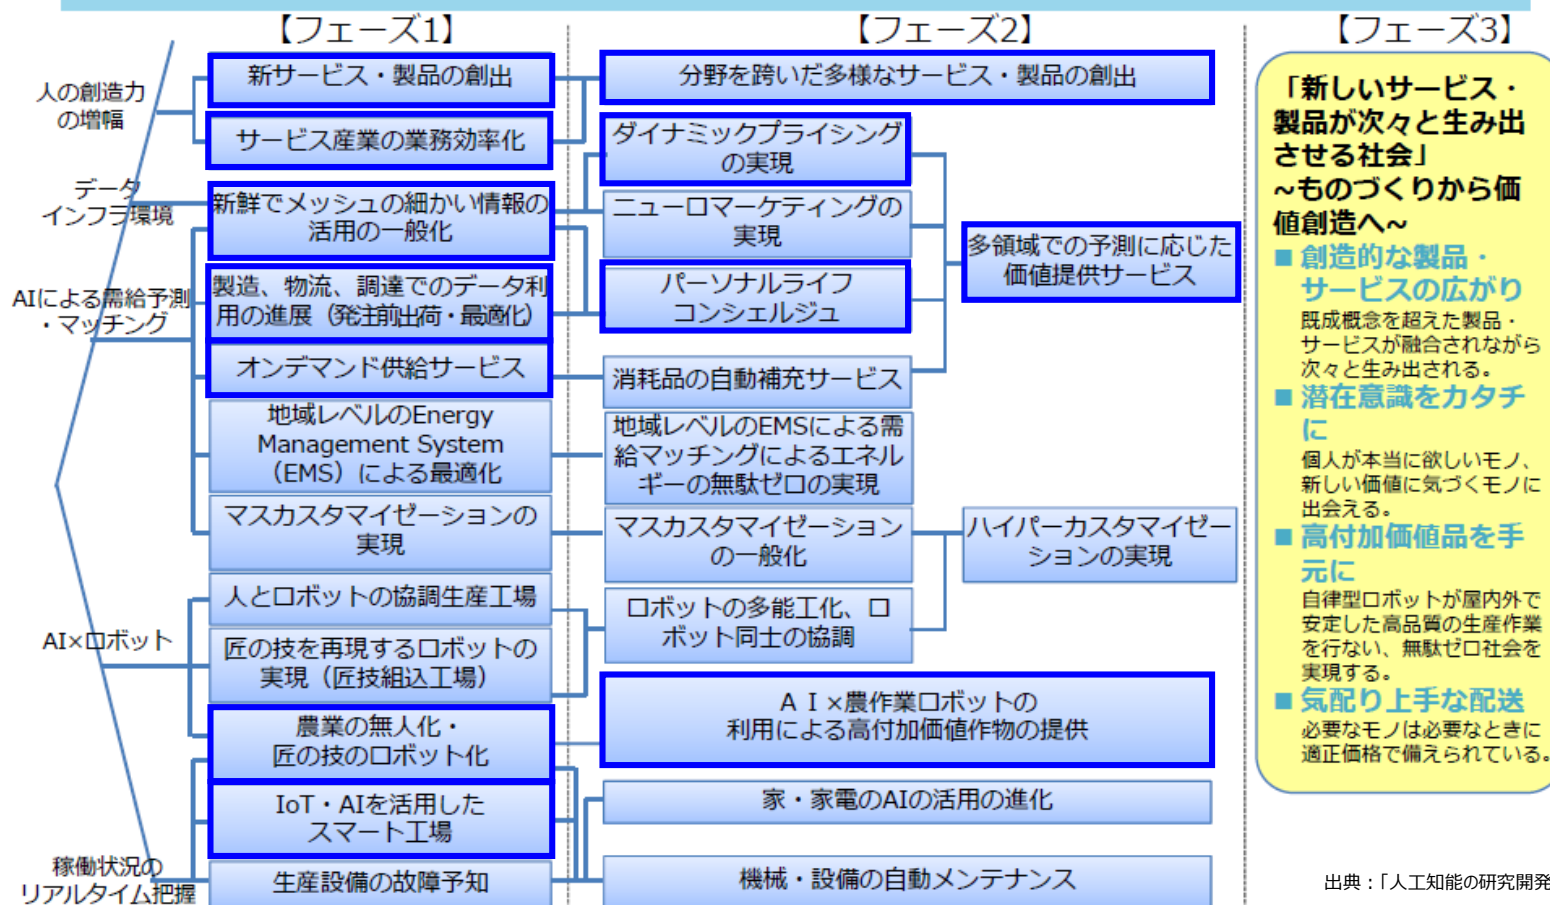 【フェーズ1】
【フェーズ2】
【フェーズ3】
人の創造力
の増幅
データ
インフラ環境
AIによる需給予測
・マッチング
AI×ロボット
稼働状況の
リアルタイム把握
新サービス・製品の創出
サービス産業の業務効率化
新鮮でメッシュの細かい情報の
活用の一般化
製造、物流、調達でのデータ利
用の進展（発注前出荷・最適化）
オンデマンド供給サービス
地域レベルのEnergy
Management System
（EMS）による最適化
マスカスタマイゼーションの
実現
人とロボットの協調生産工場
匠の技を再現するロボットの
実現（匠技組込工場）
農業の無人化・
匠の技のロボット化
IoT・AIを活用した
スマート工場
生産設備の故障予知
分野を跨いだ多様なサービス・製品の創出
ダイナミックプライシング
の実現
ニューロマーケティングの
実現
パーソナルライフ
コンシェルジュ
消耗品の自動補充サービス
地域レベルのEMSによる需
給マッチングによるエネル
ギーの無駄ゼロの実現
マスカスタマイゼーション
の一般化
ロボットの多能工化、ロ
ボット同士の協調
ＡＩ×農作業ロボットの
利用による高付加価値作物の提供
家・家電のAIの活用の進化
機械・設備の自動メンテナンス
多領域での予測に応じた
価値提供サービス
ハイパーカスタマイゼー
ションの実現
「新しいサービス・
製品が次々と生み出
させる社会」
~ものづくりから価
値創造へ~
■ 創造的な製品・
サービスの広がり
既成概念を超えた製品・
サービスが融合されながら
次々と生み出される。
■ 潜在意識をカタチ
に
個人が本当に欲しいモノ、
新しい価値に気づくモノに
出会える。
■ 高付加価値品を手
元に
自律型ロボットが屋内外で
安定した高品質の生産作業
を行ない、無駄ゼロ社会を
実現する。
■ 気配り上手な配送
必要なモノは必要なときに
適正価格で備えられている。
出典：「人工知能の研究開発